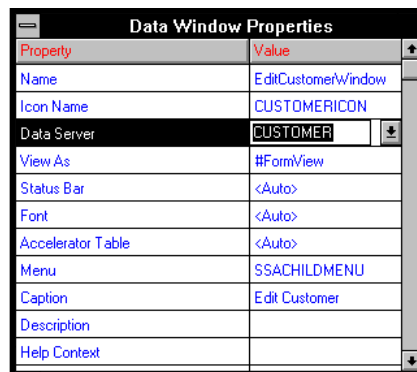 Data Window Properties
Property Value
Name EditCustomerWindow
Icon Name CUSTOMERICON
Data Server CUSTOMER
View As #FormView
Status Bar <Auto>
Font <Auto>
Accelerator Table <Auto>
Menu SSACHILDMENU
Caption Edit Customer
Description
Help Context